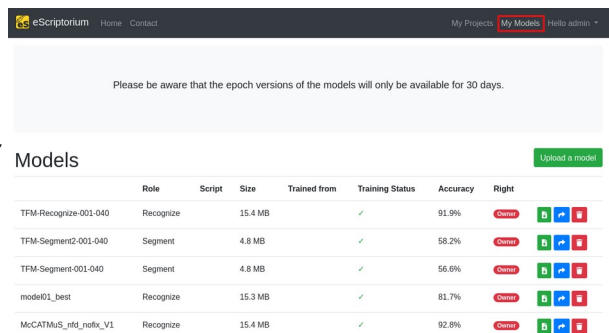 eS eScriptorium Home Contact My Projects My Models Hello admin
Please be aware that the epoch versions of the models will only be available for 30 days.
Models Upload a model
Role Script Size Trained from Training Status Accuracy Right
TFM-Recognize-001-040 Recognize 15.4 MB ✓ 91.9% Owner
TFM-Segment2-001-040 Segment 4.8 MB ✓ 58.2% Owner
TFM-Segment-001-040 Segment 4.8 MB ✓ 56.6% Owner
model01_best Recognize 15.3 MB ✓ 81.7% Owner
McCATMuS_nfd_nofix_V1 Recognize 15.4 MB ✓ 92.8% Owner